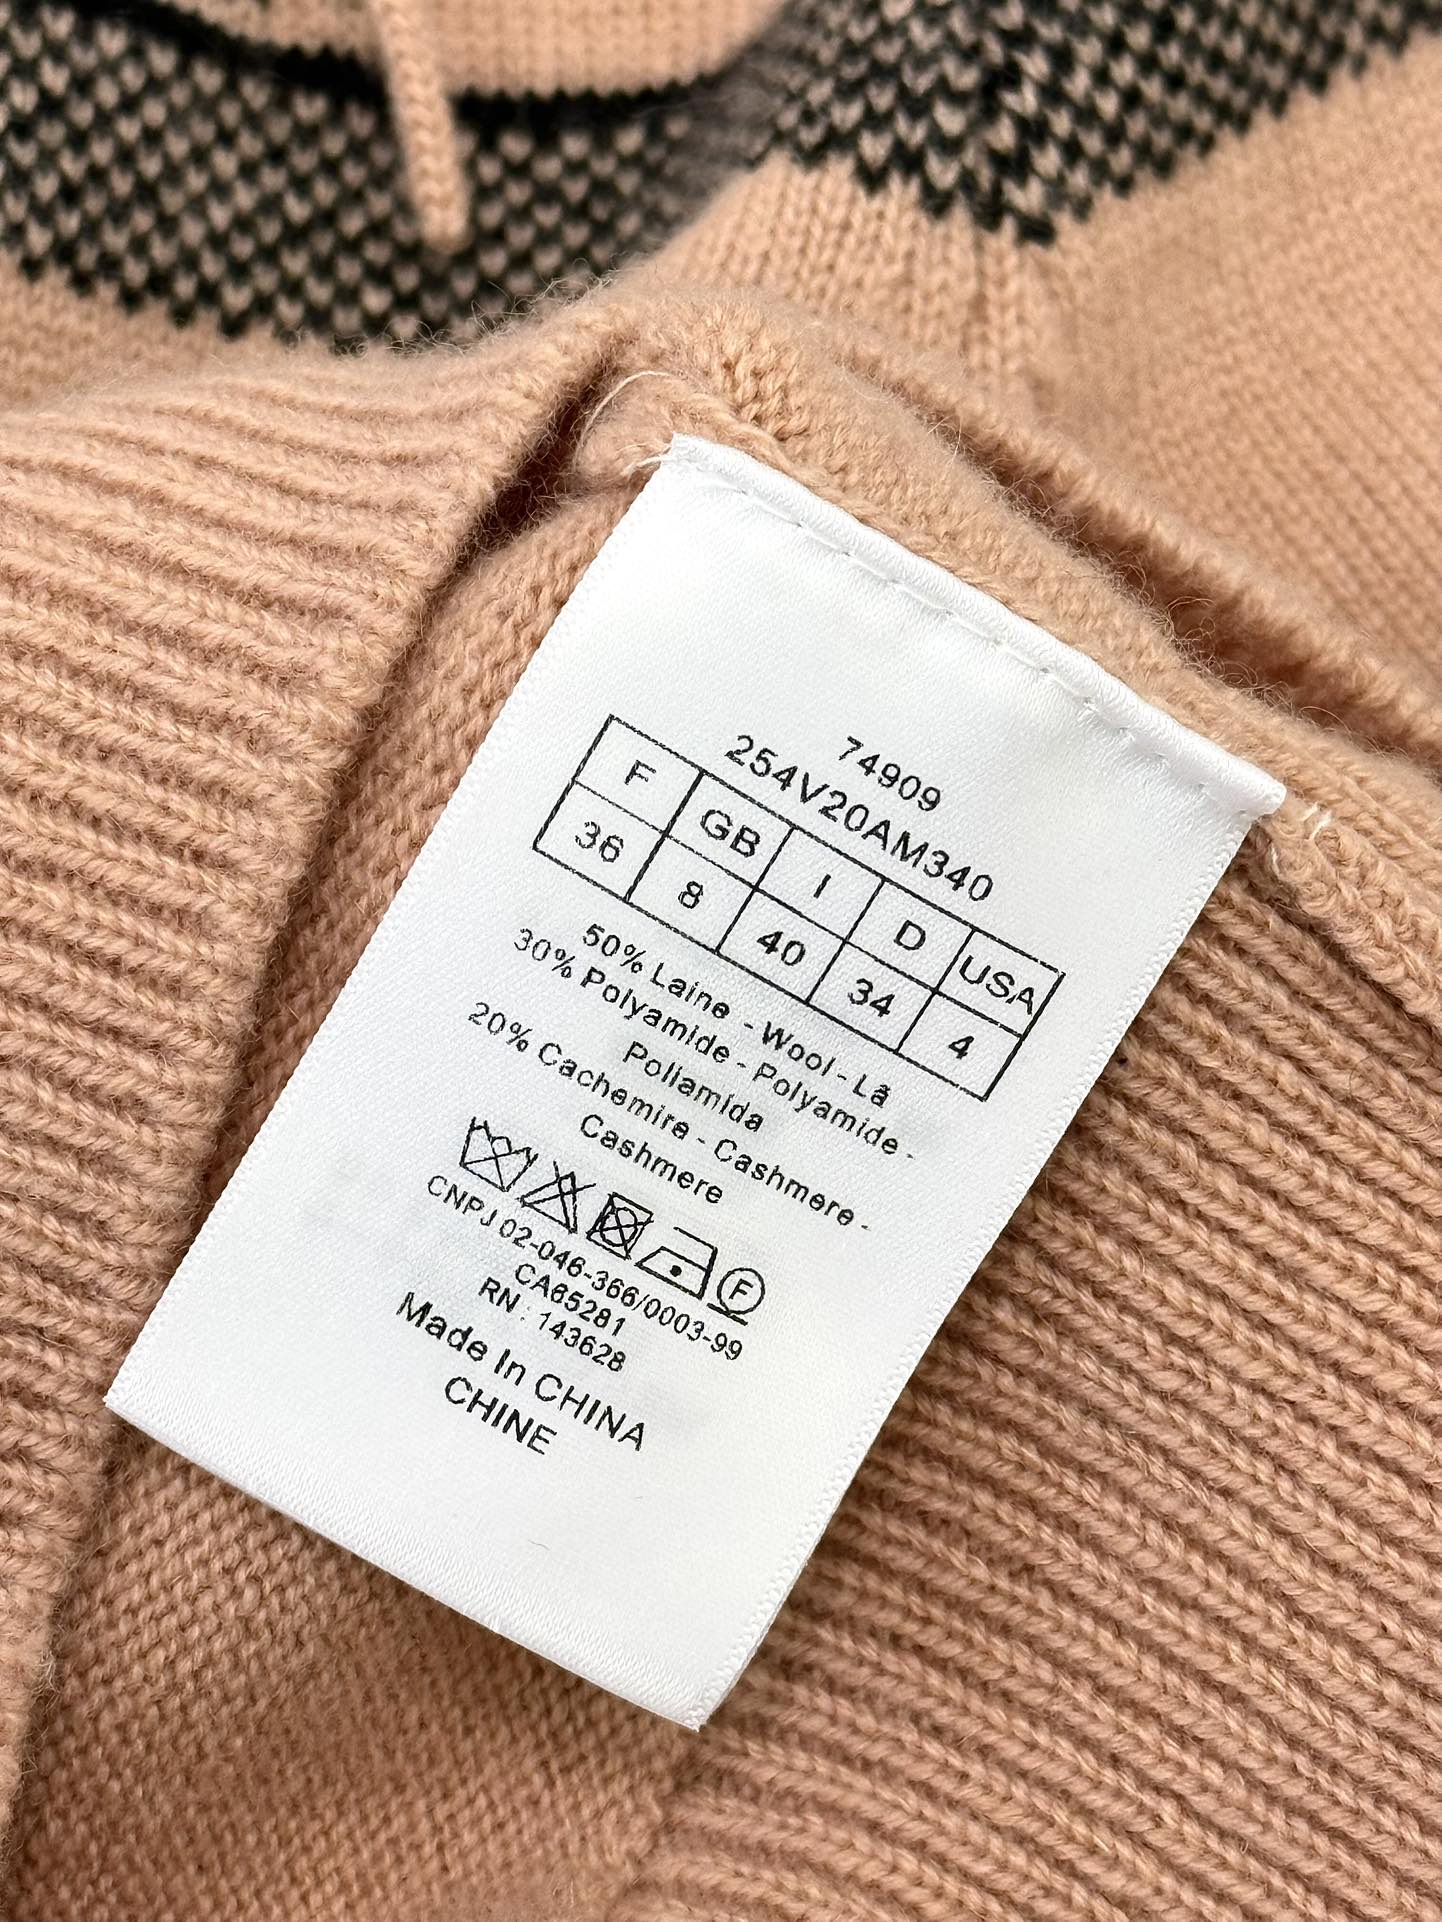 74909
254V20AM340
F GB I D USA
36 8 40 34 4
50% Laine - Wool - Lã
30% Polyamide - Polyamide -
Poliamida
20% Cachemire - Cashmere -
Cashmere
F
CNPJ 02-046-366/0003-99
CA65281
RN : 143628
Made In CHINA
CHINE